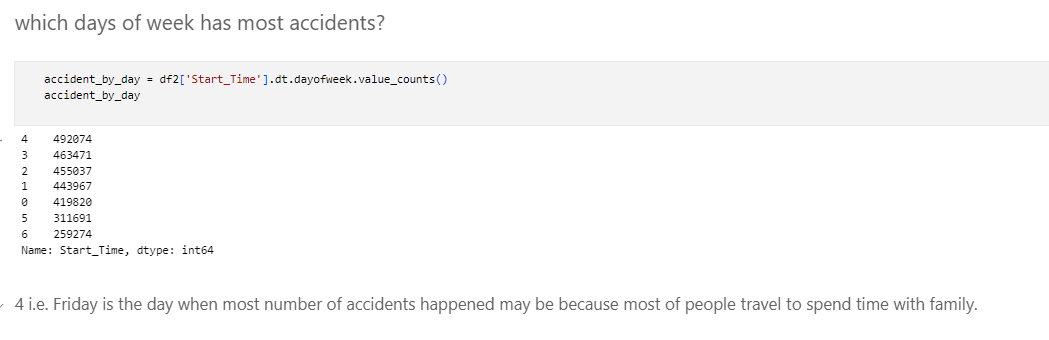 which days of week has most accidents?
accident_by_day = df2['Start_Time'].dt.dayofweek.value_counts()
accident_by_day
4    492074
3    463471
2    455037
1    443967
0    419820
5    311691
6    259274
Name: Start_Time, dtype: int64
4 i.e. Friday is the day when most number of accidents happened may be because most of people travel to spend time with family.